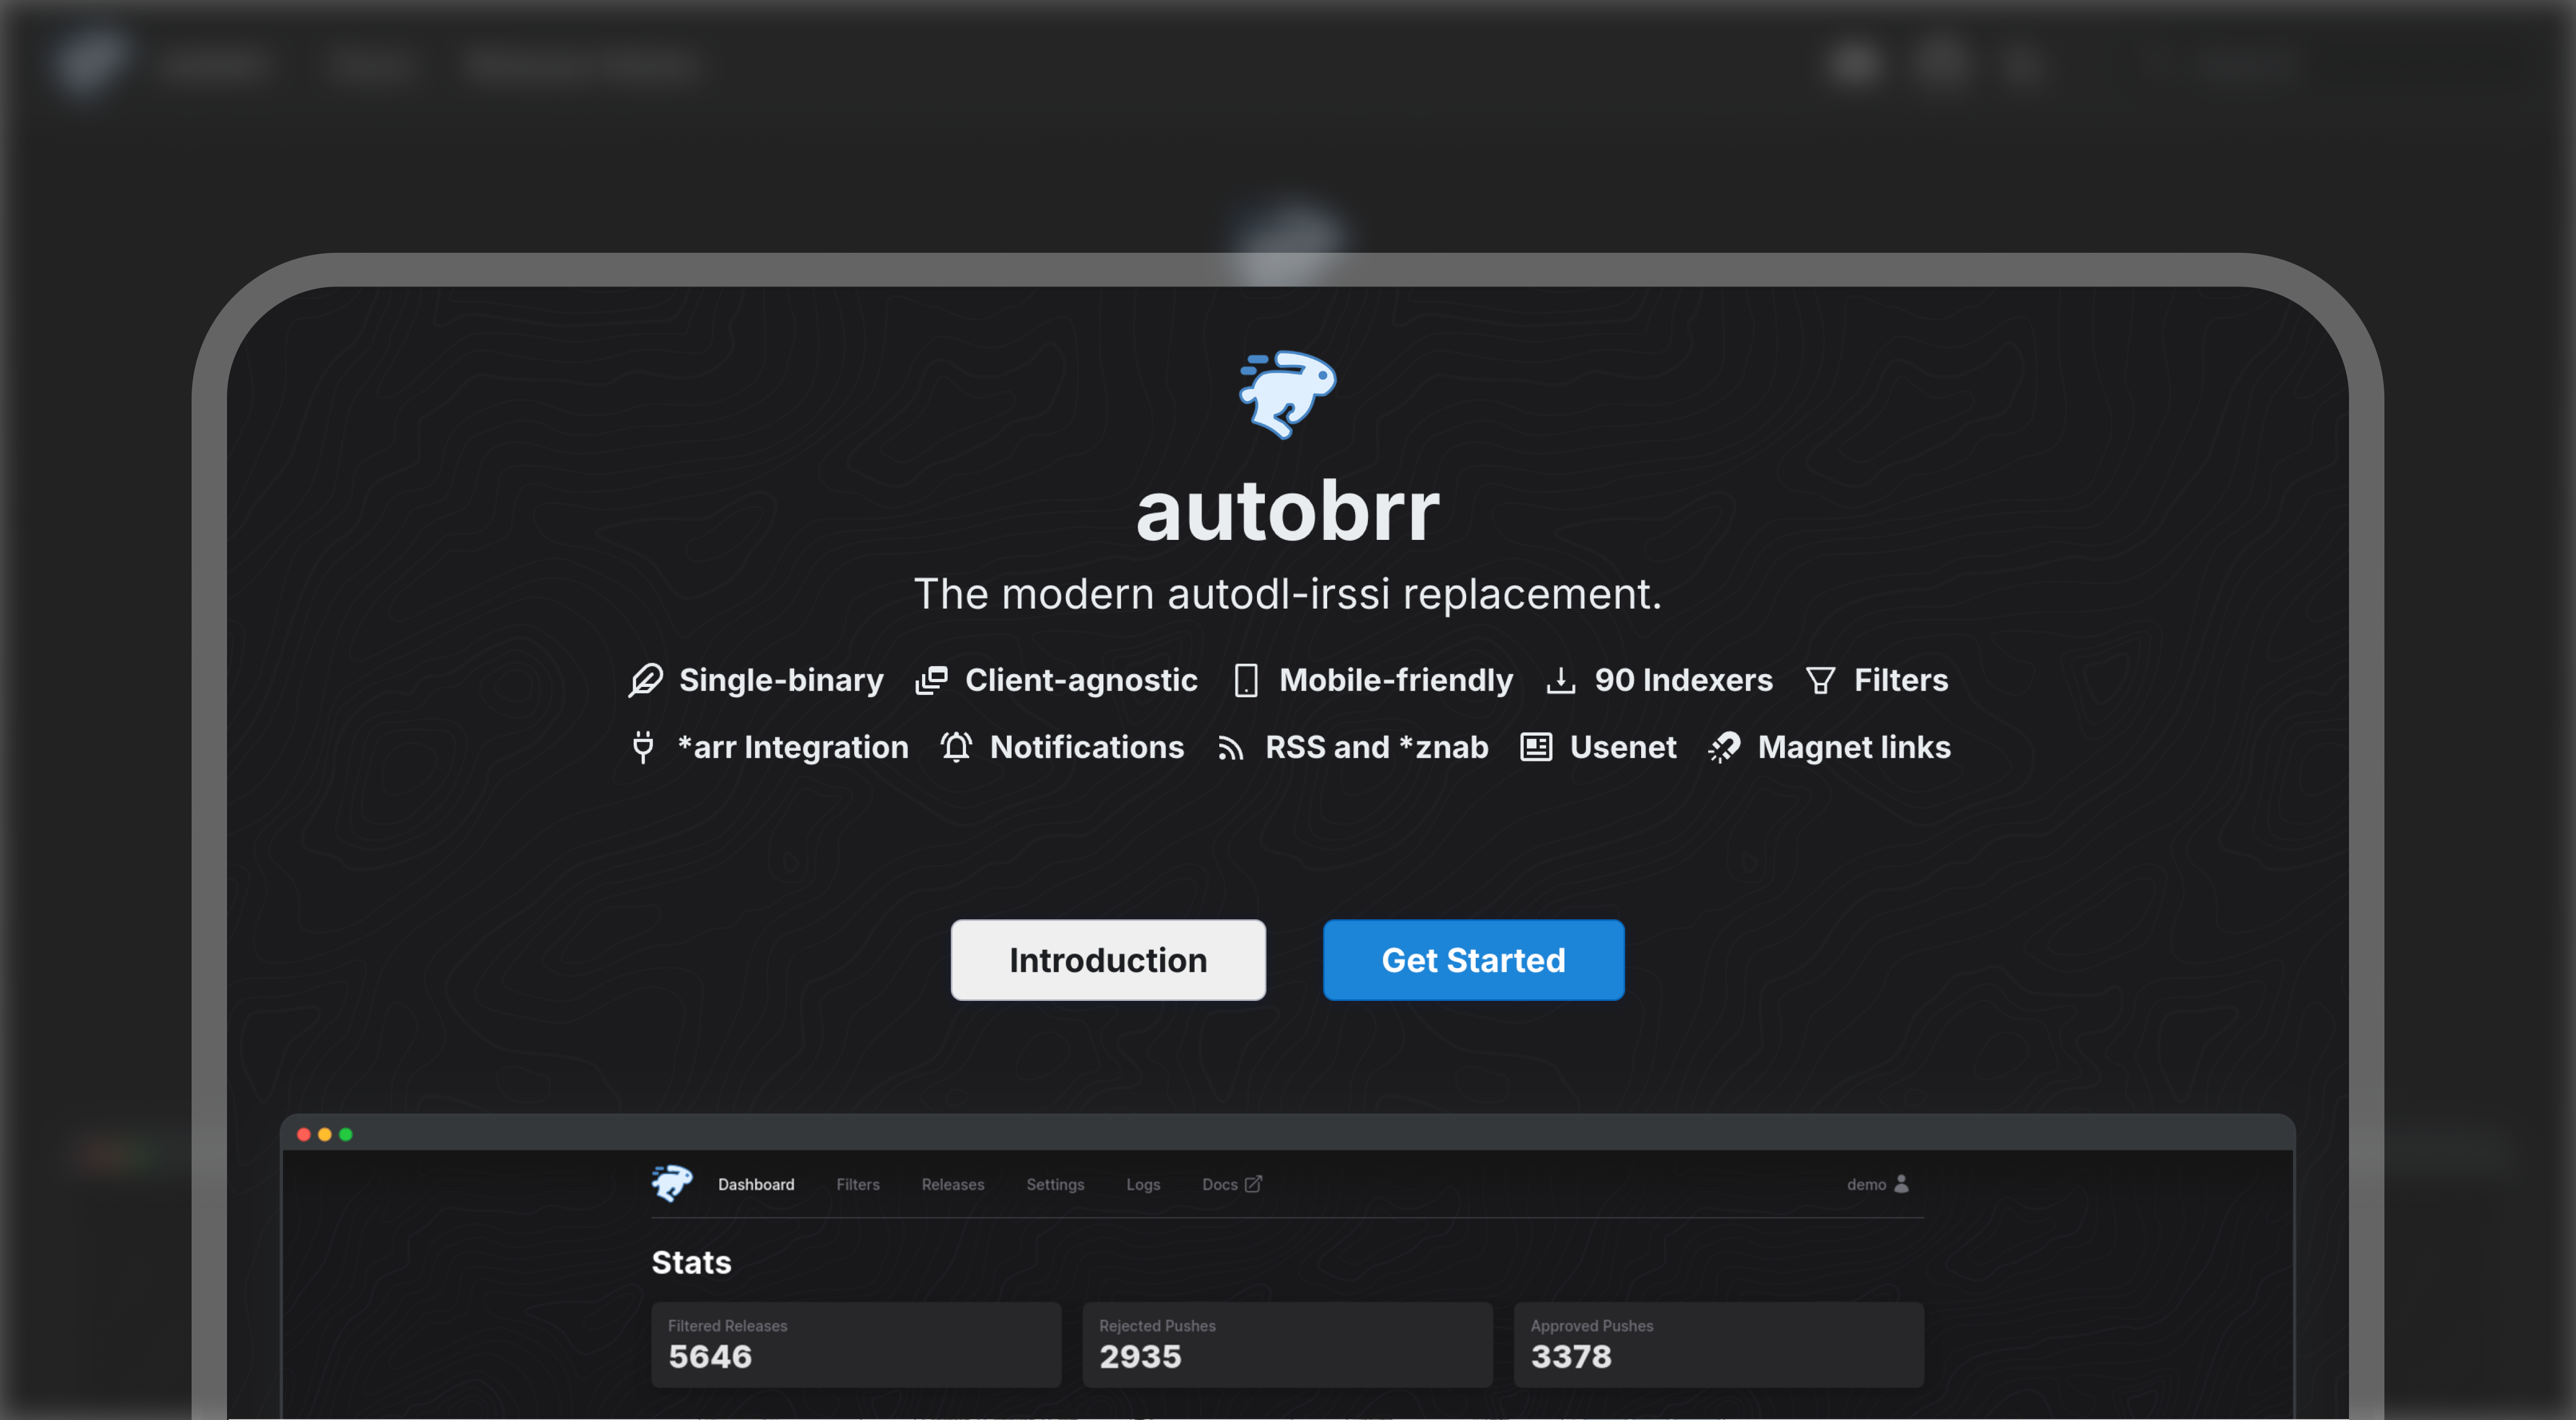 autobrr
The modern autodl-irssi replacement.
Single-binary Client-agnostic Mobile-friendly 90 Indexers Filters
*arr Integration Notifications RSS and *znab Usenet Magnet links
Introduction Get Started
Dashboard Filters Releases Settings Logs Docs demo
Stats
Filtered Releases Rejected Pushes Approved Pushes
5646 2935 3378